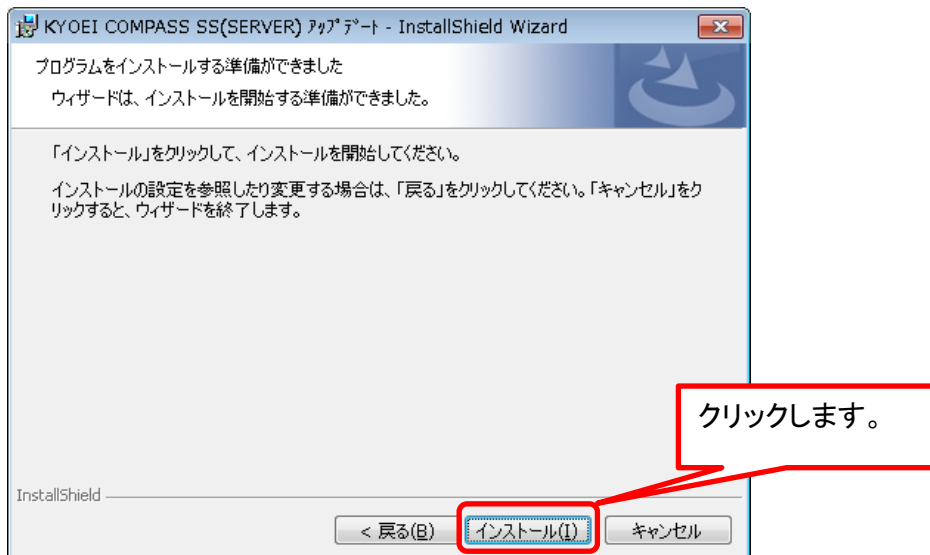 KYOEI COMPASS SS(SERVER) ｱｯﾌﾟﾃﾞｰﾄ - InstallShield Wizard
プログラムをインストールする準備ができました
ウィザードは、インストールを開始する準備ができました。
「インストール」をクリックして、インストールを開始してください。
インストールの設定を参照したり変更する場合は、「戻る」をクリックしてください。「キャンセル」をク
リックすると、ウィザードを終了します。
クリックします。
InstallShield
< 戻る(B)
インストール(I)
キャンセル